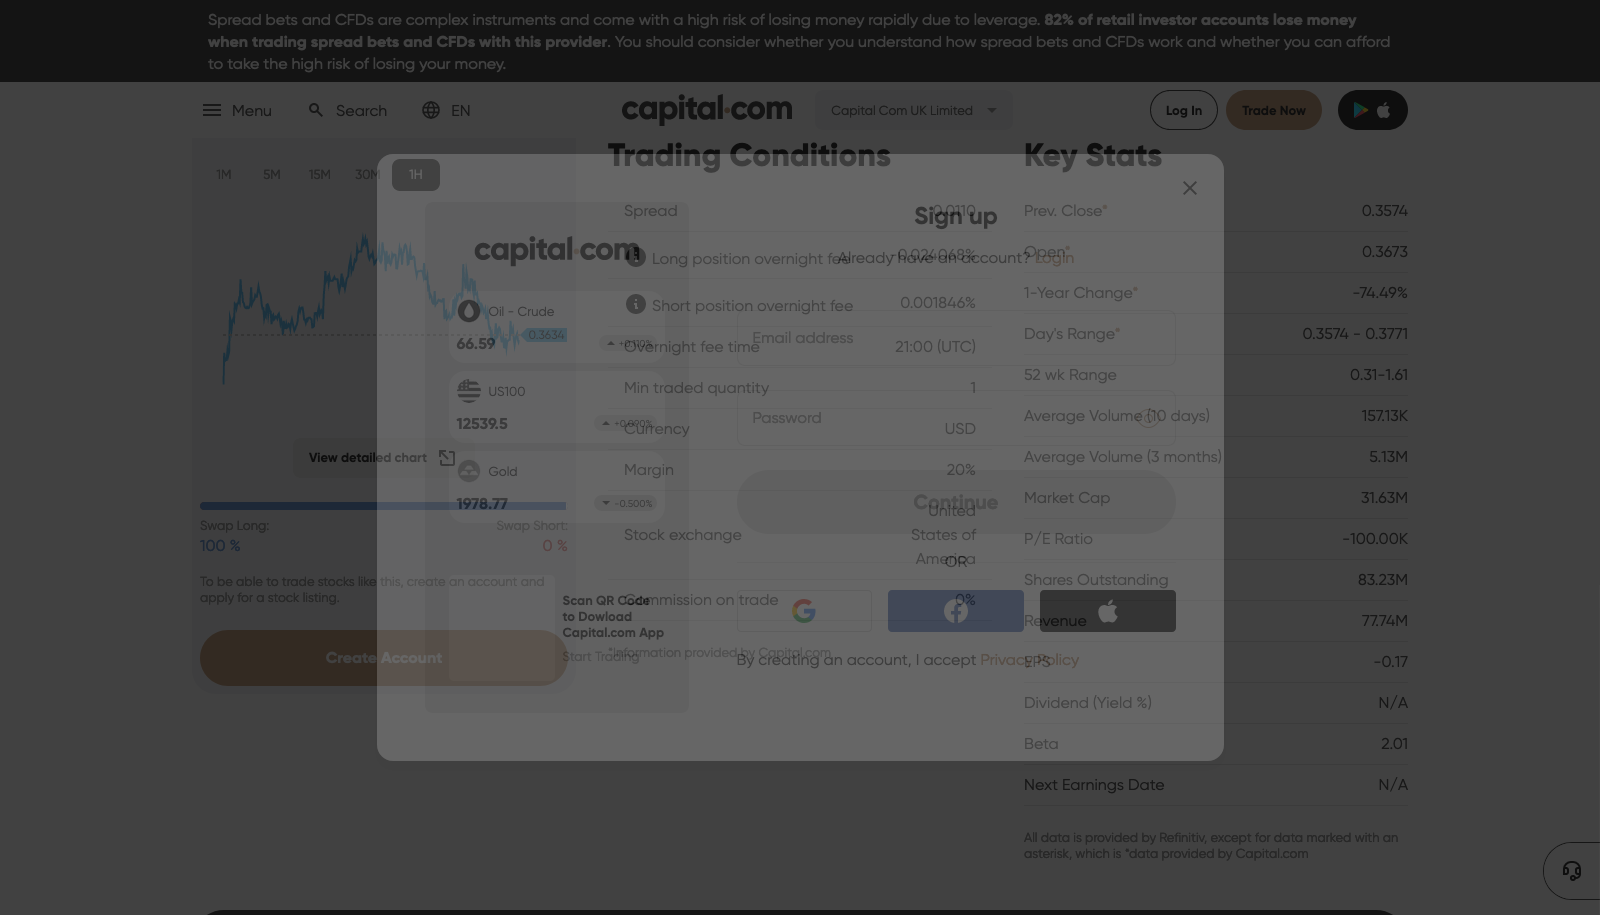 Spread bets and CFDs are complex instruments and come with a high risk of losing money rapidly due to leverage. 82% of retail investor accounts lose money
when trading spread bets and CFDs with this provider. You should consider whether you understand how spread bets and CFDs work and whether you can afford
to take the high risk of losing your money.
Menu
Search
EN
capital.com
Capital Com UK Limited
Log In
Trade Now
1M
5M
15M
30M
1H
0.3634
View detailed chart
Swap Long:
Swap Short:
100 %
0 %
To be able to trade stocks like this, create an account and
apply for a stock listing.
Create Account
Trading Conditions
Spread 0.0110
Long position overnight fee -0.024068%
Short position overnight fee 0.001846%
Overnight fee time 21:00 (UTC)
Min traded quantity 1
Currency USD
Margin 20%
Stock exchange United
States of
America
Commission on trade 0%
*Information provided by Capital.com
Key Stats
Prev. Close* 0.3574
Open* 0.3673
1-Year Change* -74.49%
Day's Range* 0.3574 - 0.3771
52 wk Range 0.31-1.61
Average Volume (10 days) 157.13K
Average Volume (3 months) 5.13M
Market Cap 31.63M
P/E Ratio -100.00K
Shares Outstanding 83.23M
Revenue 77.74M
EPS -0.17
Dividend (Yield %) N/A
Beta 2.01
Next Earnings Date N/A
All data is provided by Refinitiv, except for data marked with an
asterisk, which is *data provided by Capital.com
capital.com
Oil - Crude
66.59
US100
12539.5
Gold
1978.77
-0.500%
Scan QR Code
to Dowload
Capital.com App
Start Trading
Sign up
Already have an account? Login
Email address
Password
Continue
OR
By creating an account, I accept Privacy Policy